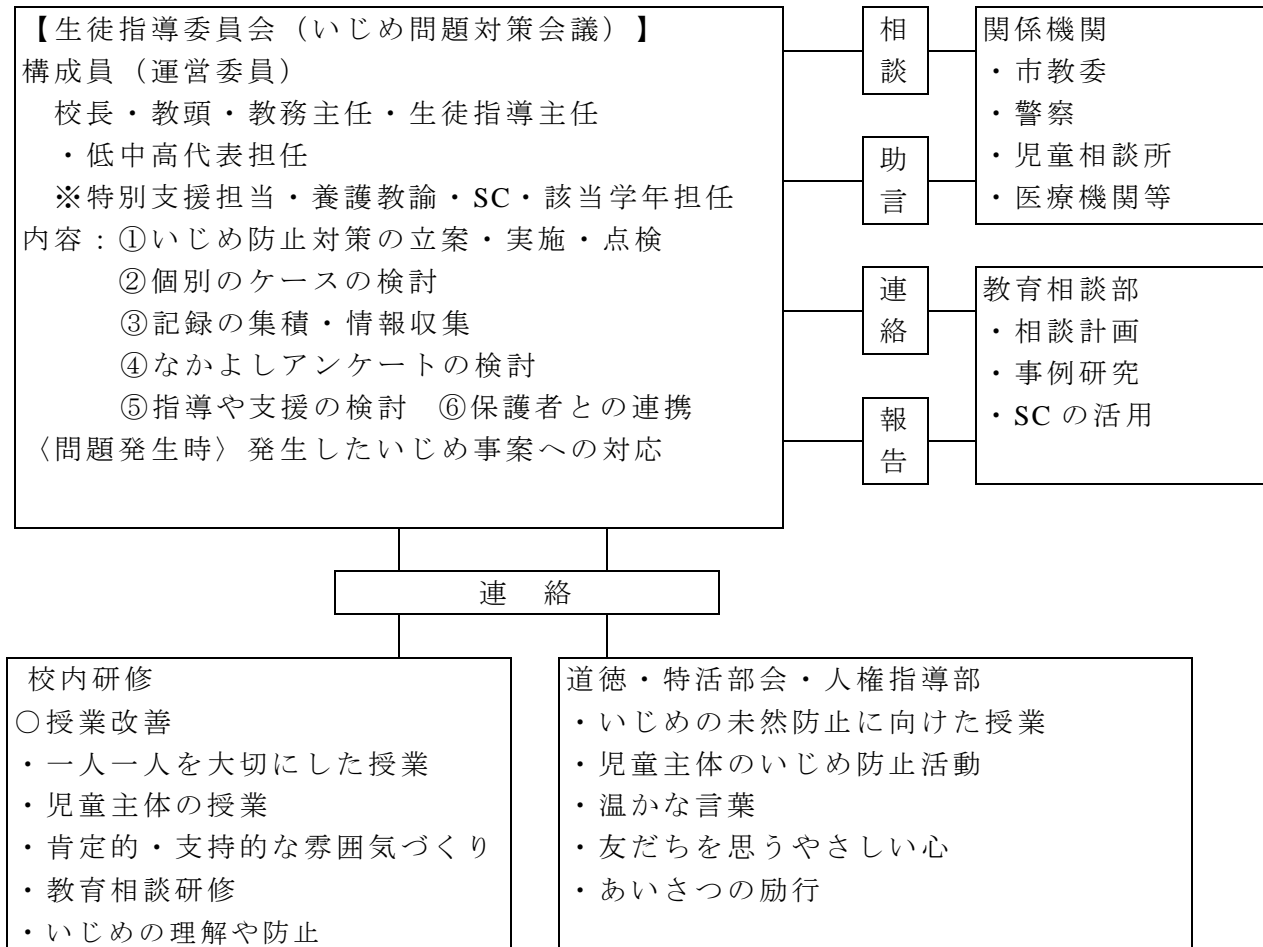 【生徒指導委員会（いじめ問題対策会議）】
構成員（運営委員）
校長・教頭・教務主任・生徒指導主任
・低中高代表担任
※特別支援担当・養護教諭・SC・該当学年担任
内容：①いじめ防止対策の立案・実施・点検
②個別のケースの検討
③記録の集積・情報収集
④なかよしアンケートの検討
⑤指導や支援の検討　⑥保護者との連携
〈問題発生時〉発生したいじめ事案への対応
相談
助言
連絡
報告
関係機関
・市教委
・警察
・児童相談所
・医療機関等
教育相談部
・相談計画
・事例研究
・SCの活用
連　絡
校内研修
○授業改善
・一人一人を大切にした授業
・児童主体の授業
・肯定的・支持的な雰囲気づくり
・教育相談研修
・いじめの理解や防止
道徳・特活部会・人権指導部
・いじめの未然防止に向けた授業
・児童主体のいじめ防止活動
・温かな言葉
・友だちを思うやさしい心
・あいさつの励行